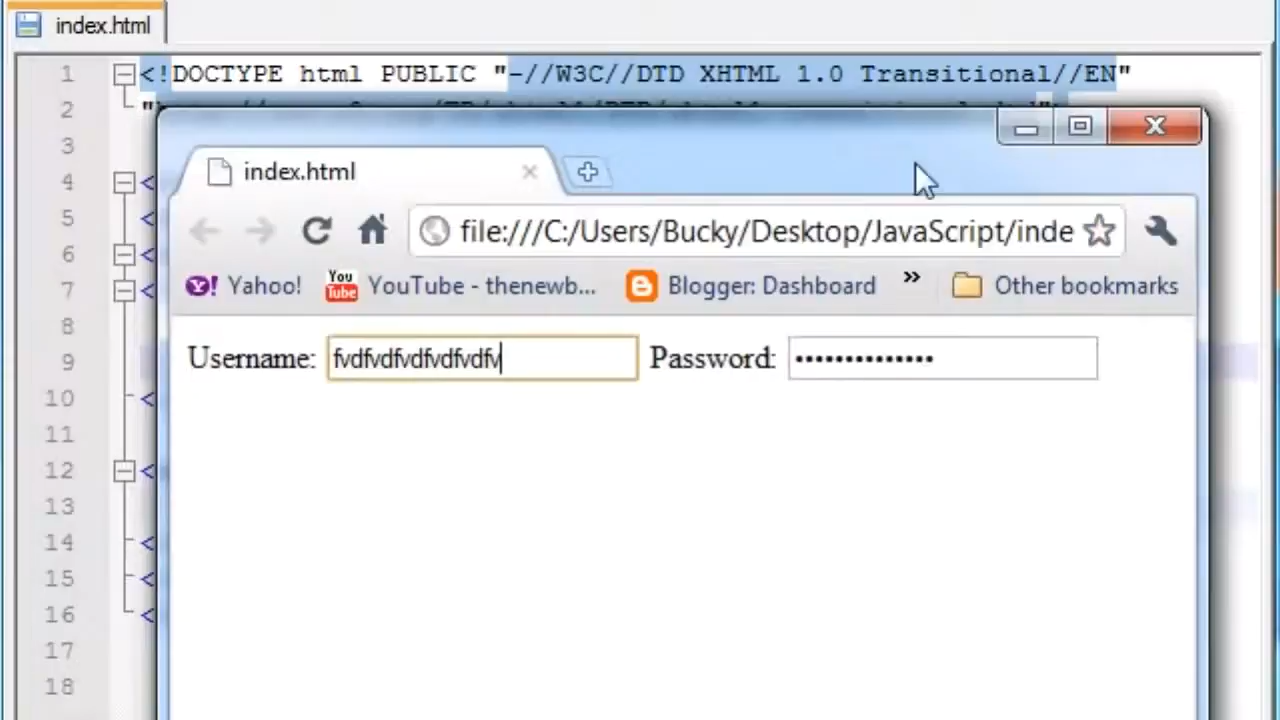 index.html
1 <!DOCTYPE html PUBLIC "-//W3C//DTD XHTML 1.0 Transitional//EN"
2
3
index.html
4 <
5 <
file:///C:/Users/Bucky/Desktop/JavaScript/inde
6 <
7 <
Y! Yahoo! You Tube YouTube - thenewb... Blogger: Dashboard » Other bookmarks
8
9
Username: fvdfvdfvdfvdfvdfv Password: ••••••••••••••
10 <
11
12 <
13
14 <
15 <
16 <
17
18